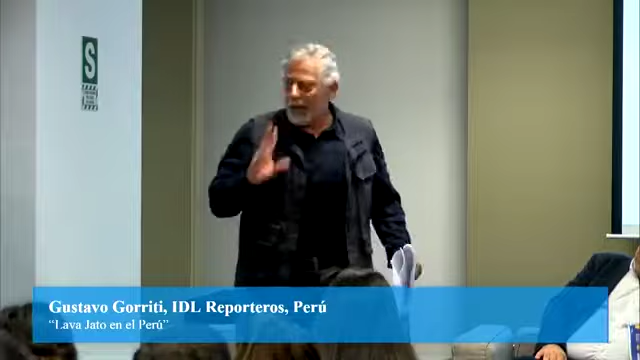 S
Gustavo Gorriti, IDL Reporteros, Perú
“Lava Jato en el Perú”